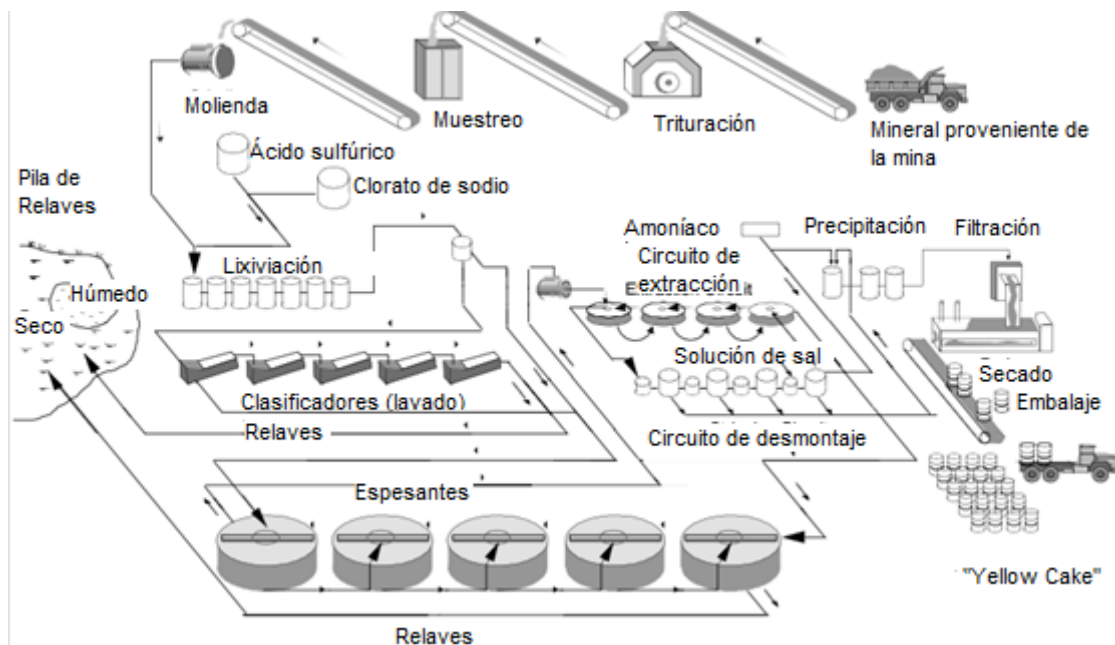 Molienda
Muestreo
Trituración
Mineral proveniente de
la mina
Ácido sulfúrico
Clorato de sodio
Pila de
Relaves
Húmedo
Seco
Lixiviación
Amoníaco
Circuito de
extracción
Precipitación
Filtración
Solución de sal
Secado
Embalaje
Clasificadores (lavado)
Relaves
Circuito de desmontaje
Espesantes
"Yellow Cake"
Relaves